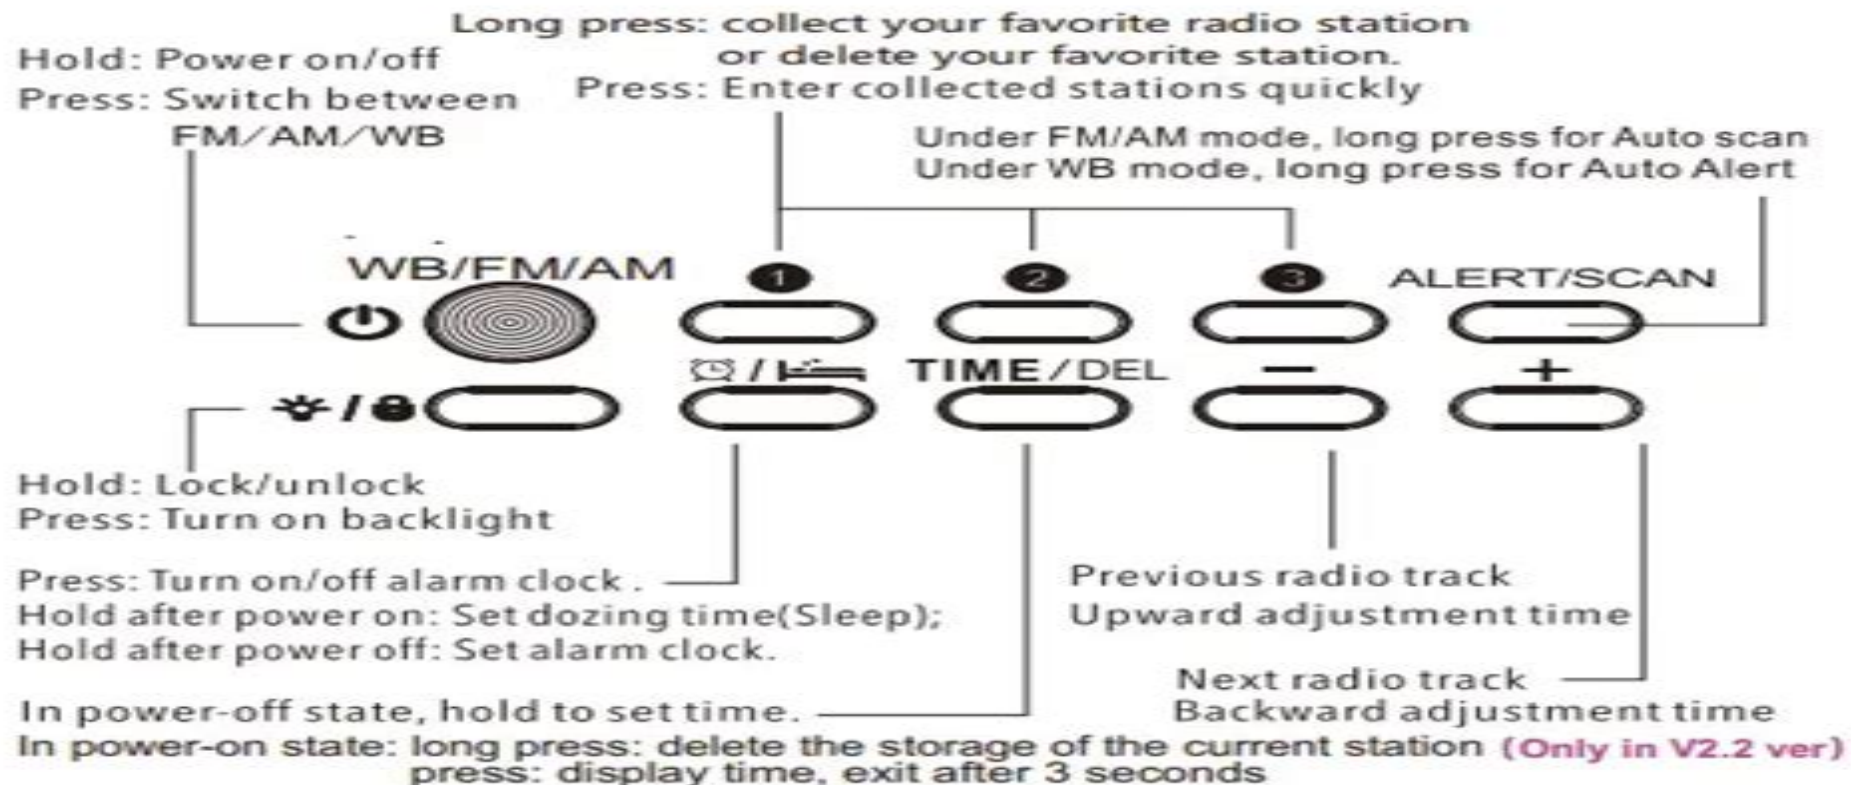 Long press: collect your favorite radio station
or delete your favorite station.
Hold: Power on/off
Press: Switch between
FM/AM/WB
Press: Enter collected stations quickly
Under FM/AM mode, long press for Auto scan
Under WB mode, long press for Auto Alert
WB/FM/AM
1
2
3
ALERT/SCAN
/
TIME/DEL
−
+
/
Hold: Lock/unlock
Press: Turn on backlight
Press: Turn on/off alarm clock.
Hold after power on: Set dozing time(Sleep);
Hold after power off: Set alarm clock.
Previous radio track
Upward adjustment time
Next radio track
Backward adjustment time
In power-off state, hold to set time.
In power-on state: long press: delete the storage of the current station (Only in V2.2 ver)
press: display time, exit after 3 seconds